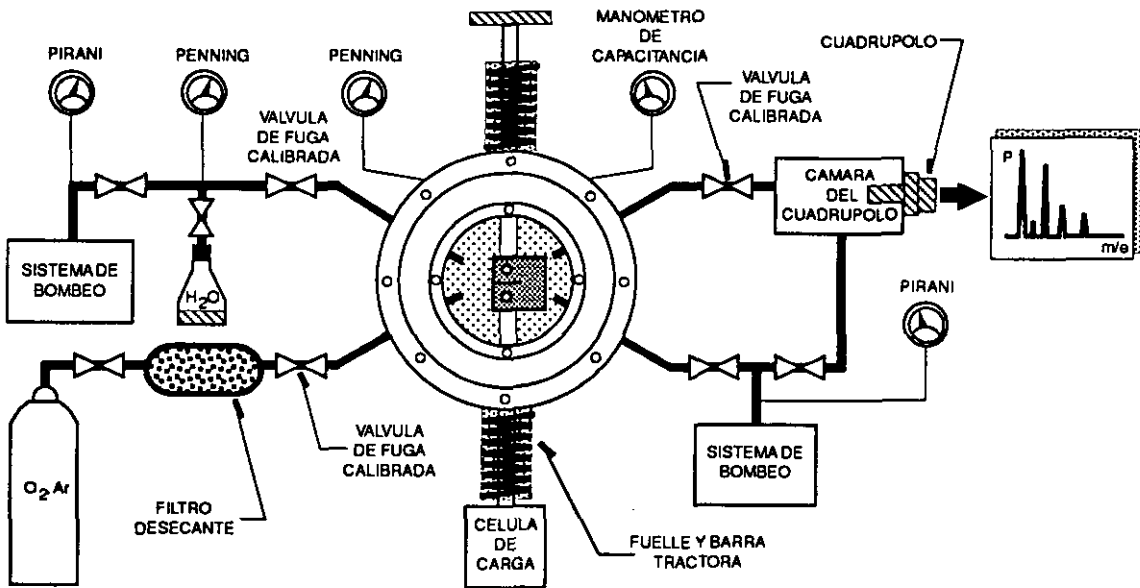 PIRANI
PENNING
PENNING
MANOMETRO
DE
CAPACITANCIA
CUADRUPOLO
VALVULA
DE FUGA
CALIBRADA
VALVULA
DE FUGA
CALIBRADA
SISTEMA DE
BOMBEO
H2O
CAMARA
DEL
CUADRUPOLO
P
m/e
PIRANI
O2 Ar
FILTRO
DESECANTE
VALVULA
DE FUGA
CALIBRADA
CELULA
DE
CARGA
FUELLE Y BARRA
TRACTORA
SISTEMA DE
BOMBEO